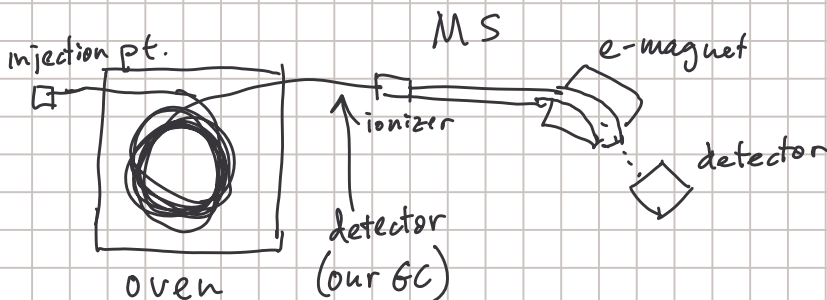 MS
injection pt.
e-magnet
ionizer
detector
detector
(our GC)
oven